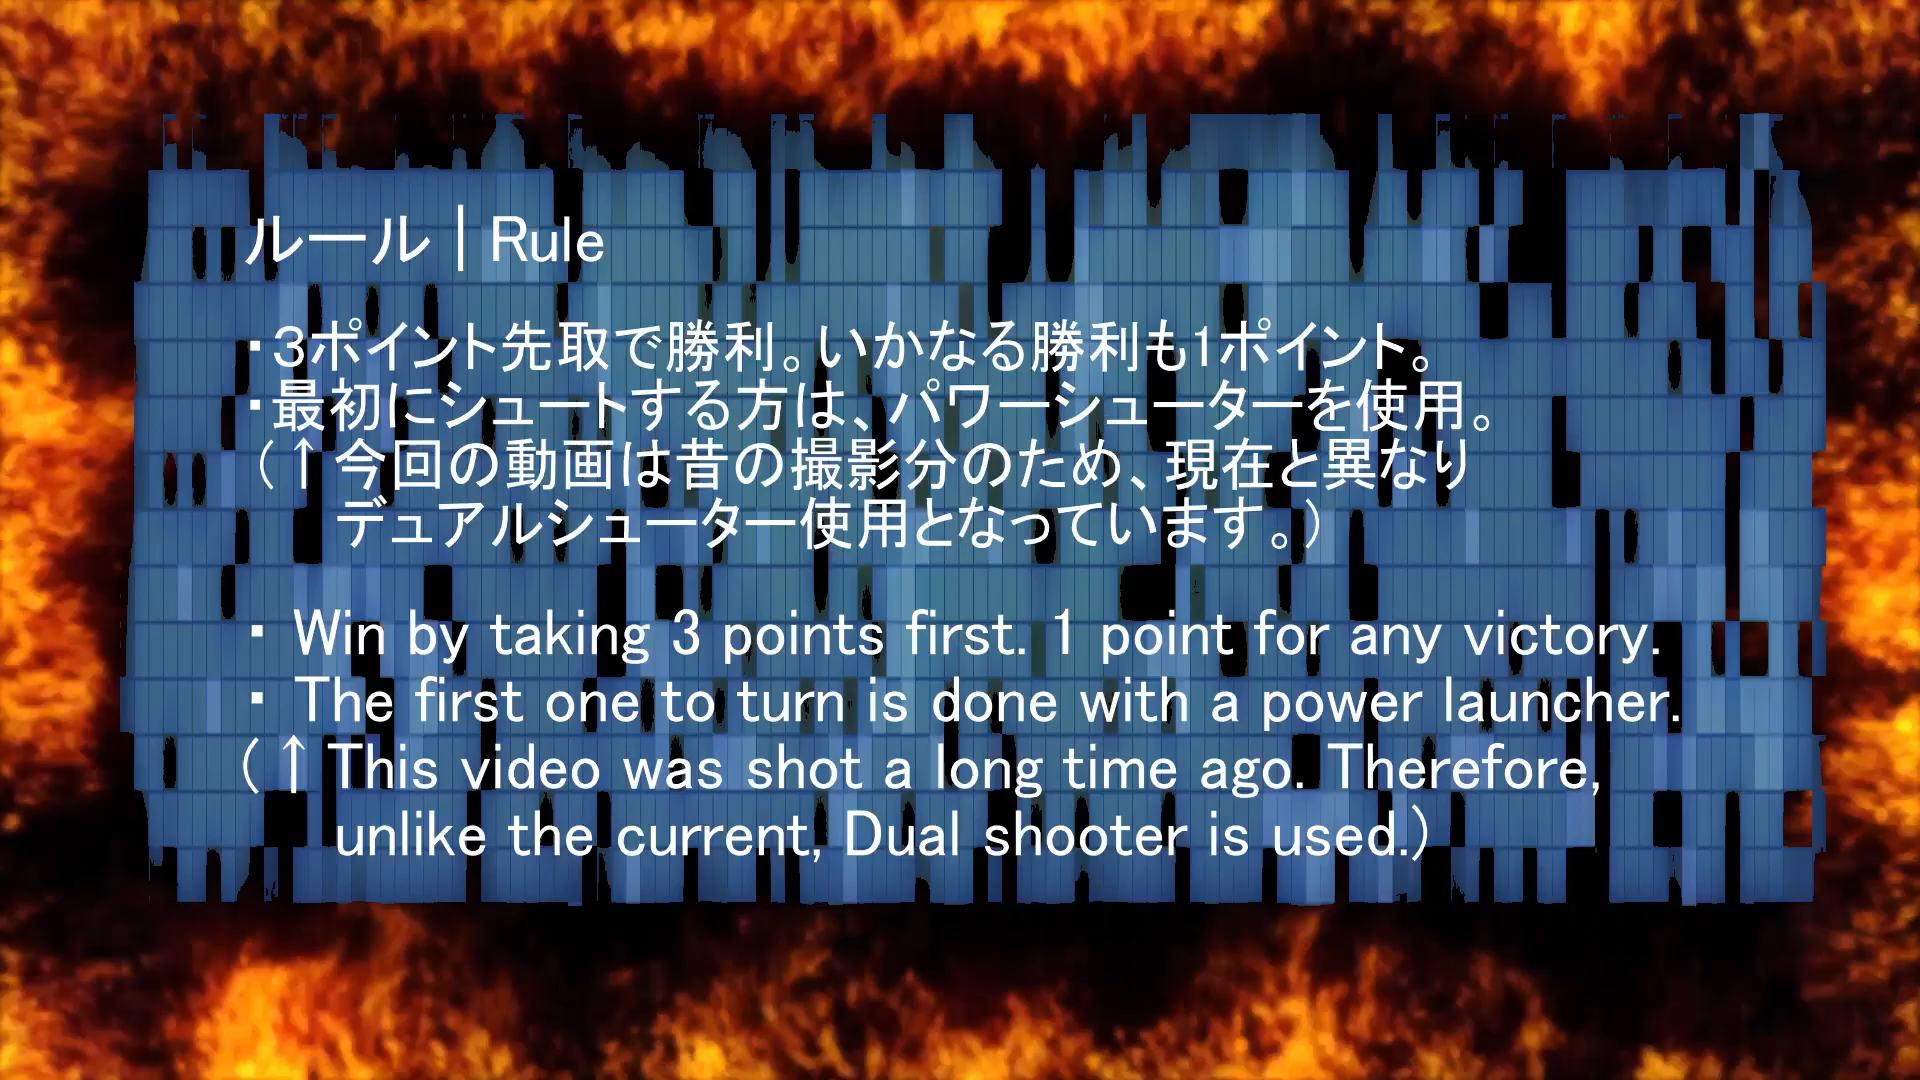 ルール | Rule
・３ポイント先取で勝利。いかなる勝利も1ポイント。
・最初にシュートする方は、パワーシューターを使用。
（↑今回の動画は昔の撮影分のため、現在と異なり
デュアルシューター使用となっています。）
・ Win by taking 3 points first. 1 point for any victory.
・ The first one to turn is done with a power launcher.
（↑This video was shot a long time ago. Therefore,
unlike the current, Dual shooter is used.）